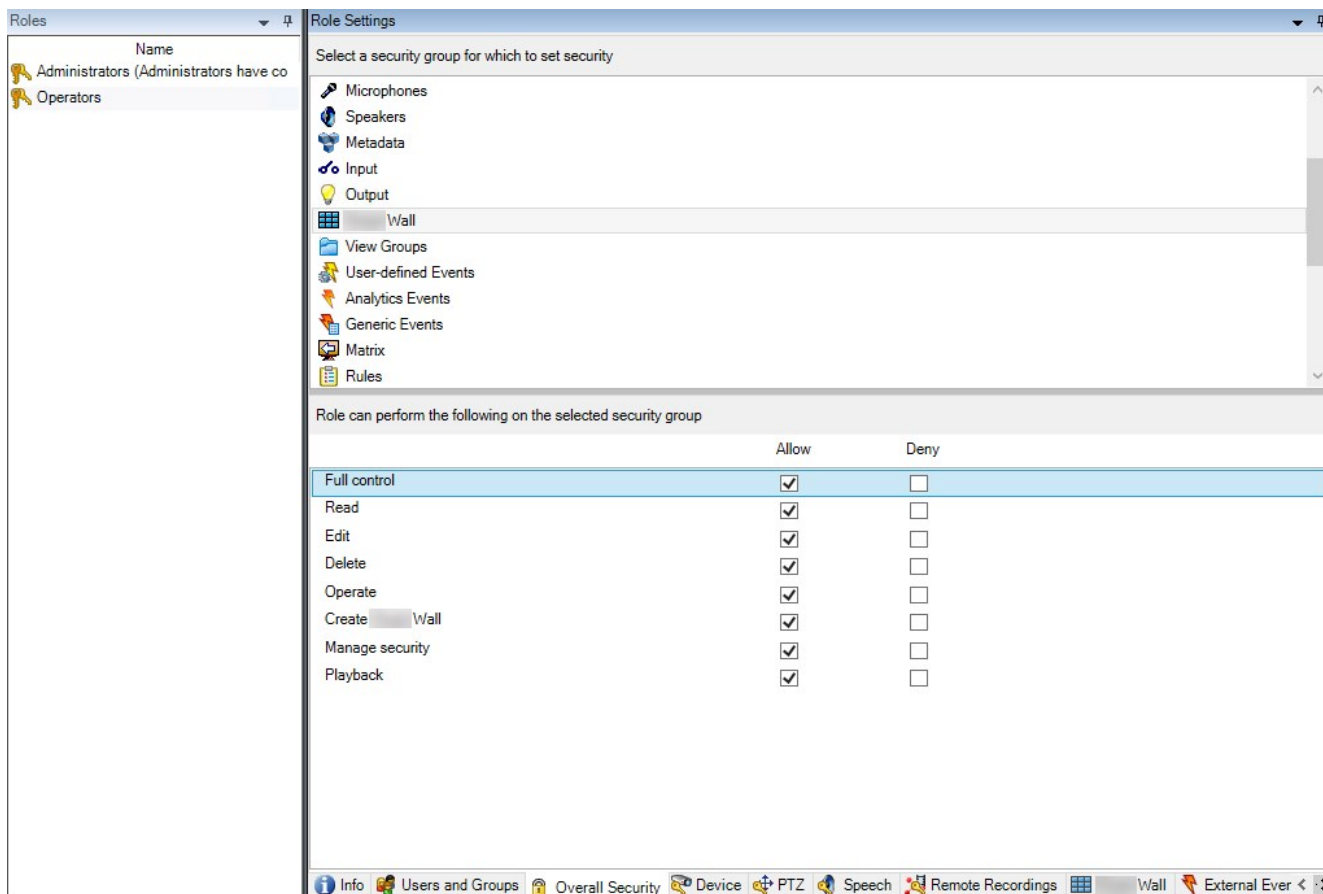 Roles
Name
Administrators (Administrators have co
Operators
Role Settings
Select a security group for which to set security
Microphones
Speakers
Metadata
Input
Output
Wall
View Groups
User-defined Events
Analytics Events
Generic Events
Matrix
Rules
Role can perform the following on the selected security group
Allow Deny
Full control
Read
Edit
Delete
Operate
Create Wall
Manage security
Playback
Info Users and Groups Overall Security Device PTZ Speech Remote Recordings Wall External Ever